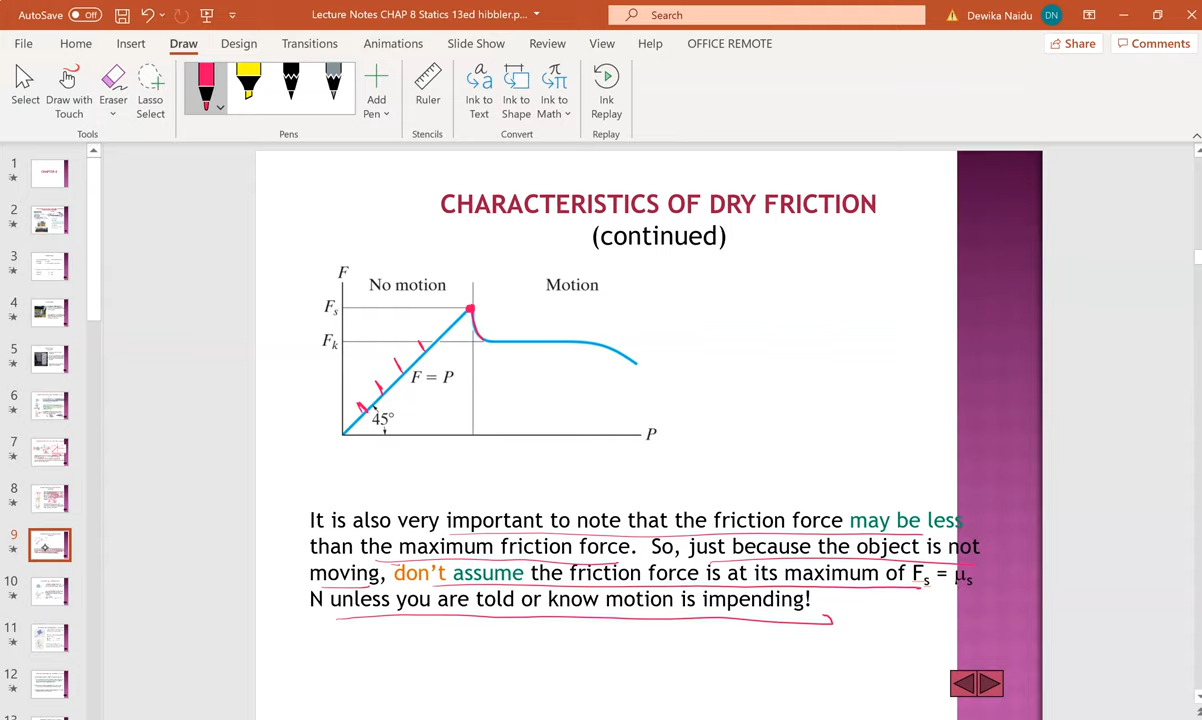 AutoSave Off Lecture Notes CHAP 8 Statics 13ed hibbler.p... Search Dewika Naidu DN
File Home Insert Draw Design Transitions Animations Slide Show Review View Help OFFICE REMOTE Share Comments
Select Draw with Touch Eraser Lasso Select Add Pen Ruler Ink to Text Ink to Shape Ink to Math Ink Replay
Tools Pens Stencils Convert Replay
1
2
3
4
5
6
7
8
9
10
11
12
CHAPTER 8
CHARACTERISTICS OF DRY FRICTION
(continued)
F
No motion Motion
Fs
Fk
F = P
45°
P
It is also very important to note that the friction force may be less
than the maximum friction force. So, just because the object is not
moving, don't assume the friction force is at its maximum of Fs = μs
N unless you are told or know motion is impending!